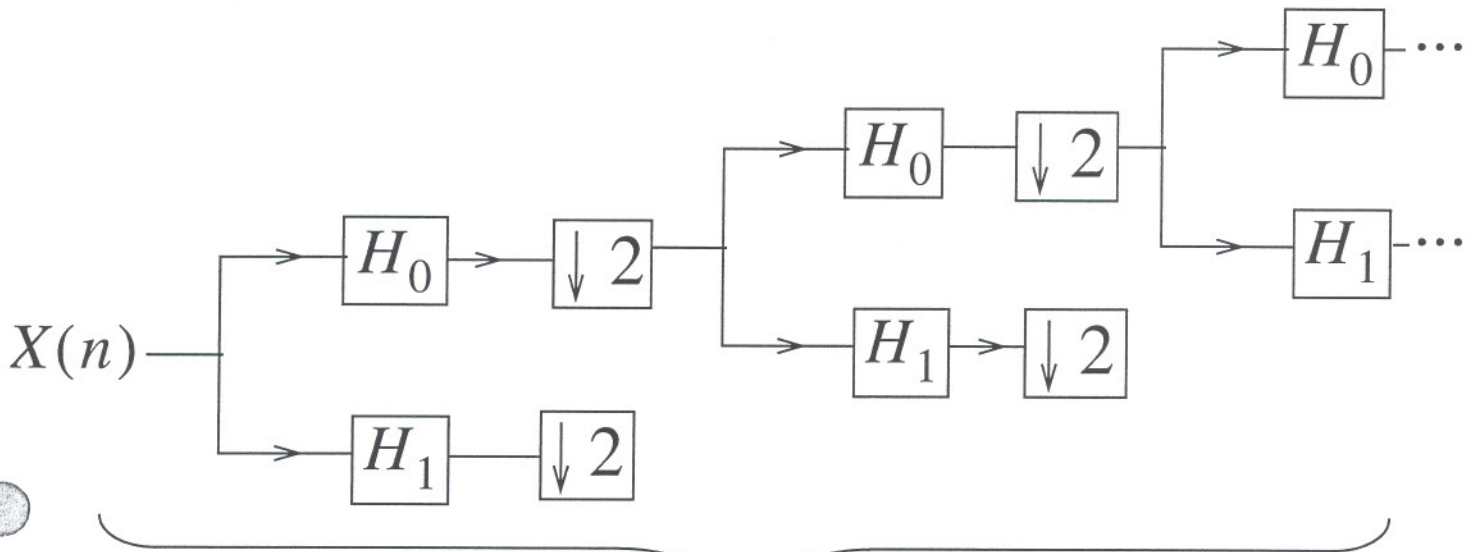 H₀ ...
H₀ ↓ 2
H₁ ...
H₀ ↓ 2
X(n)
H₁ ↓ 2
H₁ ↓ 2